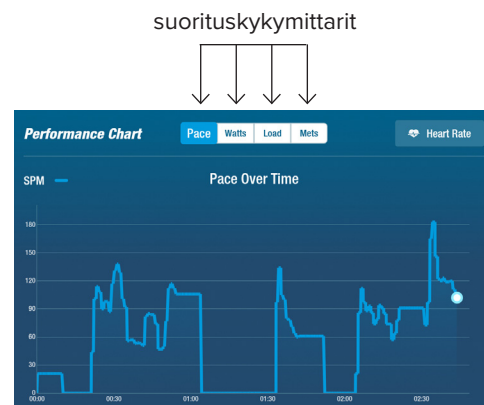 suorituskykymittarit
Performance Chart Pace Watts Load Mets Heart Rate
SPM Pace Over Time
180
150
120
90
60
30
0
00:00 00:30 01:00 01:30 02:00 02:30